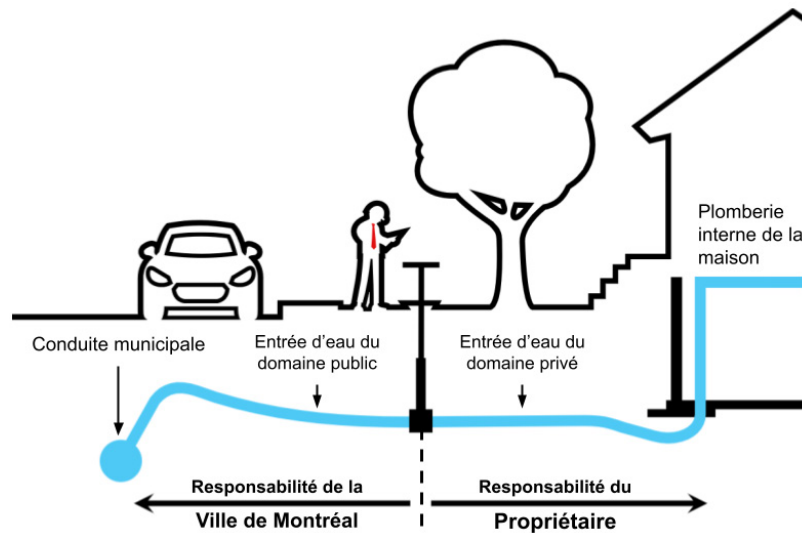 Plomberie
interne de la
maison
Conduite municipale
Entrée d'eau du
domaine public
Entrée d'eau du
domaine privé
Responsabilité de la
Ville de Montréal
Responsabilité du
Propriétaire